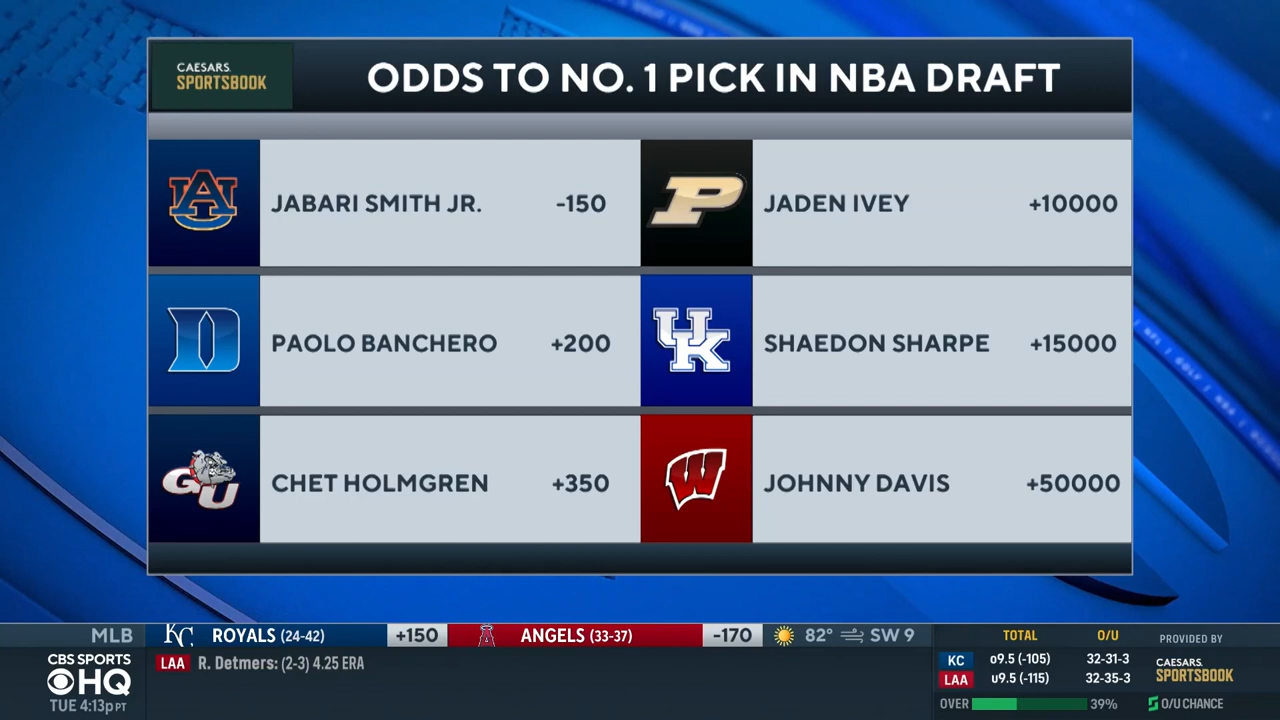 CAESARS
SPORTSBOOK
ODDS TO NO. 1 PICK IN NBA DRAFT
JABARI SMITH JR. -150
P JADEN IVEY +10000
D PAOLO BANCHERO +200
UK SHAEDON SHARPE +15000
GU CHET HOLMGREN +350
W JOHNNY DAVIS +50000
MLB KC ROYALS (24-42) +150 A ANGELS (33-37) -170 82° SW 9
CBS SPORTS
HQ
TUE 4:13p PT
LAA R. Detmers: (2-3) 4.25 ERA
TOTAL O/U
KC o9.5 (-105) 32-31-3
LAA u9.5 (-115) 32-35-3
OVER 39%
PROVIDED BY
CAESARS
SPORTSBOOK
O/U CHANCE